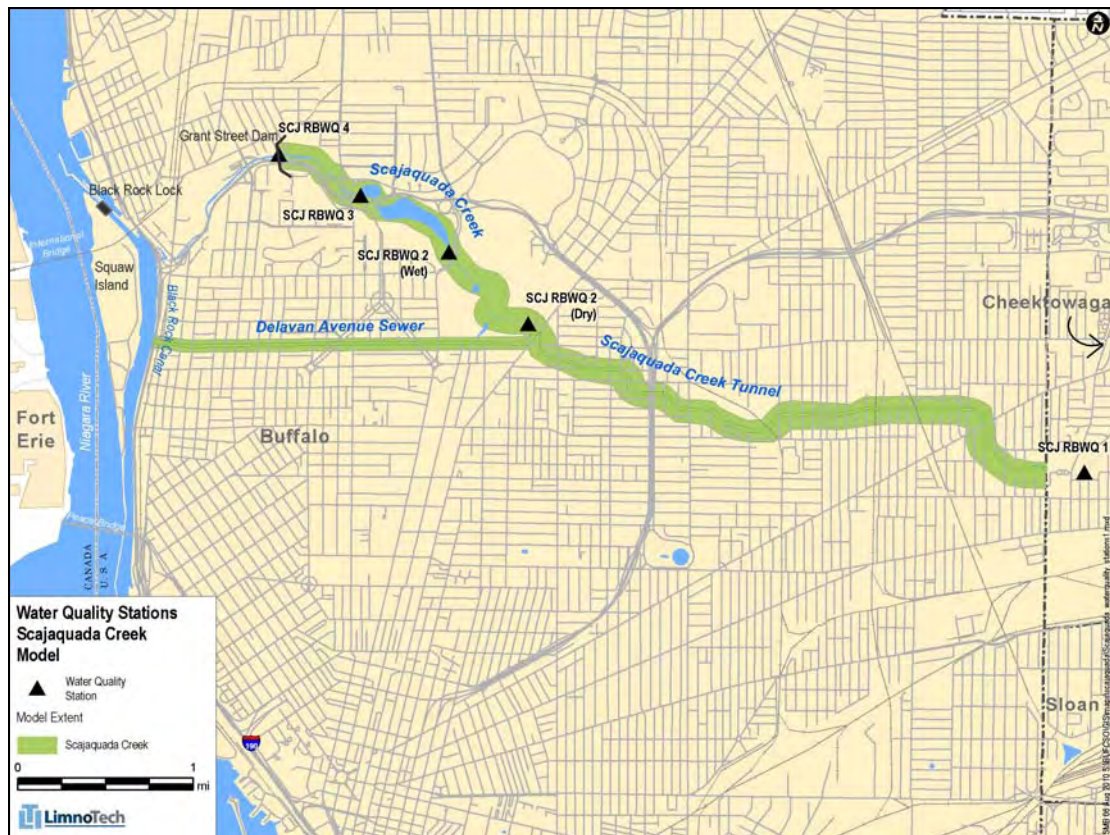 N
SCJ RBWQ 4
Grant Street Dam
Scajaquada Creek
Black Rock Lock
SCJ RBWQ 3
International
Bridge
SCJ RBWQ 2
(Wet)
Squaw
Island
SCJ RBWQ 2
(Dry)
Cheektowaga
Black Rock Canal
Delavan Avenue Sewer
Scajaquada Creek Tunnel
Niagara River
Fort
Erie
Buffalo
SCJ RBWQ 1
Peace Bridge
CANADA
U S A
Water Quality Stations
Scajaquada Creek
Model
Water Quality
Station
Model Extent
Scajaquada Creek
0
1
mi
190
Sloan
LimnoTech